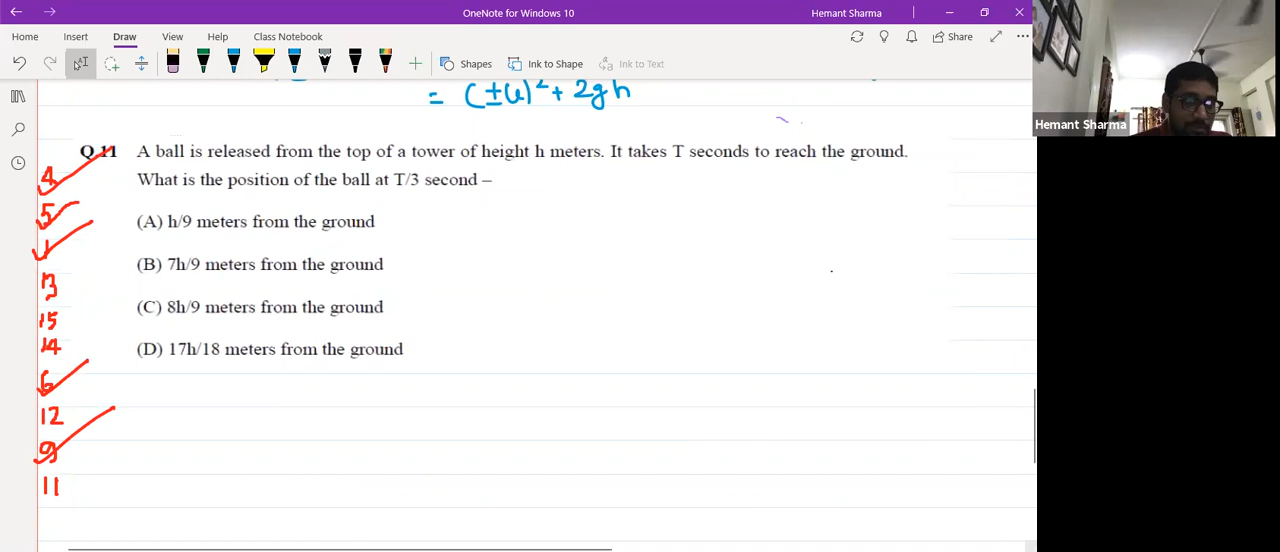 OneNote for Windows 10
Hemant Sharma
Home
Insert
Draw
View
Help
Class Notebook
Share
Shapes
Ink to Shape
Ink to Text
= (±u)² + 2gh
Hemant Sharma
Q.11 A ball is released from the top of a tower of height h meters. It takes T seconds to reach the ground.
What is the position of the ball at T/3 second –
(A) h/9 meters from the ground
(B) 7h/9 meters from the ground
(C) 8h/9 meters from the ground
(D) 17h/18 meters from the ground
4
5
1
13
15
14
6
12
9
11